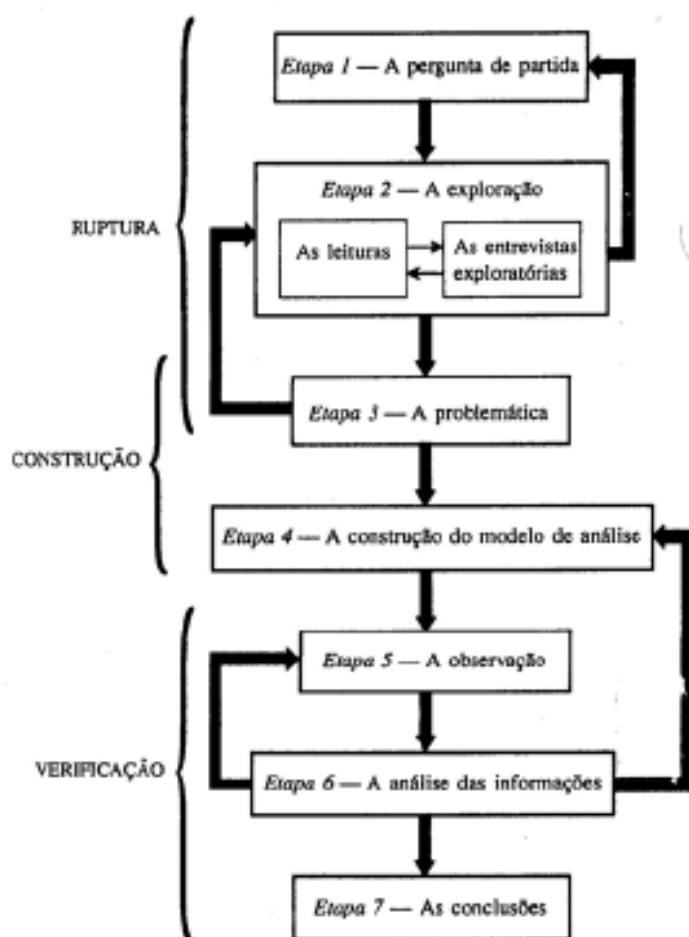 Etapa 1 — A pergunta de partida
Etapa 2 — A exploração
RUPTURA
As leituras
As entrevistas
exploratórias
Etapa 3 — A problemática
CONSTRUÇÃO
Etapa 4 — A construção do modelo de análise
Etapa 5 — A observação
VERIFICAÇÃO
Etapa 6 — A análise das informações
Etapa 7 — As conclusões